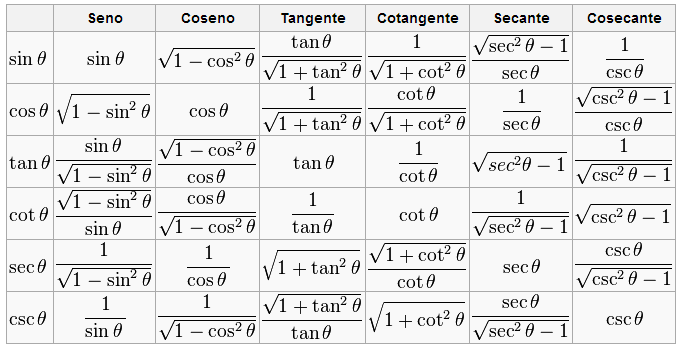 Seno Coseno Tangente Cotangente Secante Cosecante
sin θ | sin θ | √(1 − cos² θ) | tan θ / √(1 + tan² θ) | 1 / √(1 + cot² θ) | √(sec² θ − 1) / sec θ | 1 / csc θ
cos θ | √(1 − sin² θ) | cos θ | 1 / √(1 + tan² θ) | cot θ / √(1 + cot² θ) | 1 / sec θ | √(csc² θ − 1) / csc θ
tan θ | sin θ / √(1 − sin² θ) | √(1 − cos² θ) / cos θ | tan θ | 1 / cot θ | √(sec²θ − 1) | 1 / √(csc² θ − 1)
cot θ | √(1 − sin² θ) / sin θ | cos θ / √(1 − cos² θ) | 1 / tan θ | cot θ | 1 / √(sec² θ − 1) | √(csc² θ − 1)
sec θ | 1 / √(1 − sin² θ) | 1 / cos θ | √(1 + tan² θ) | √(1 + cot² θ) / cot θ | sec θ | csc θ / √(csc² θ − 1)
csc θ | 1 / sin θ | 1 / √(1 − cos² θ) | √(1 + tan² θ) / tan θ | √(1 + cot² θ) | sec θ / √(sec² θ − 1) | csc θ